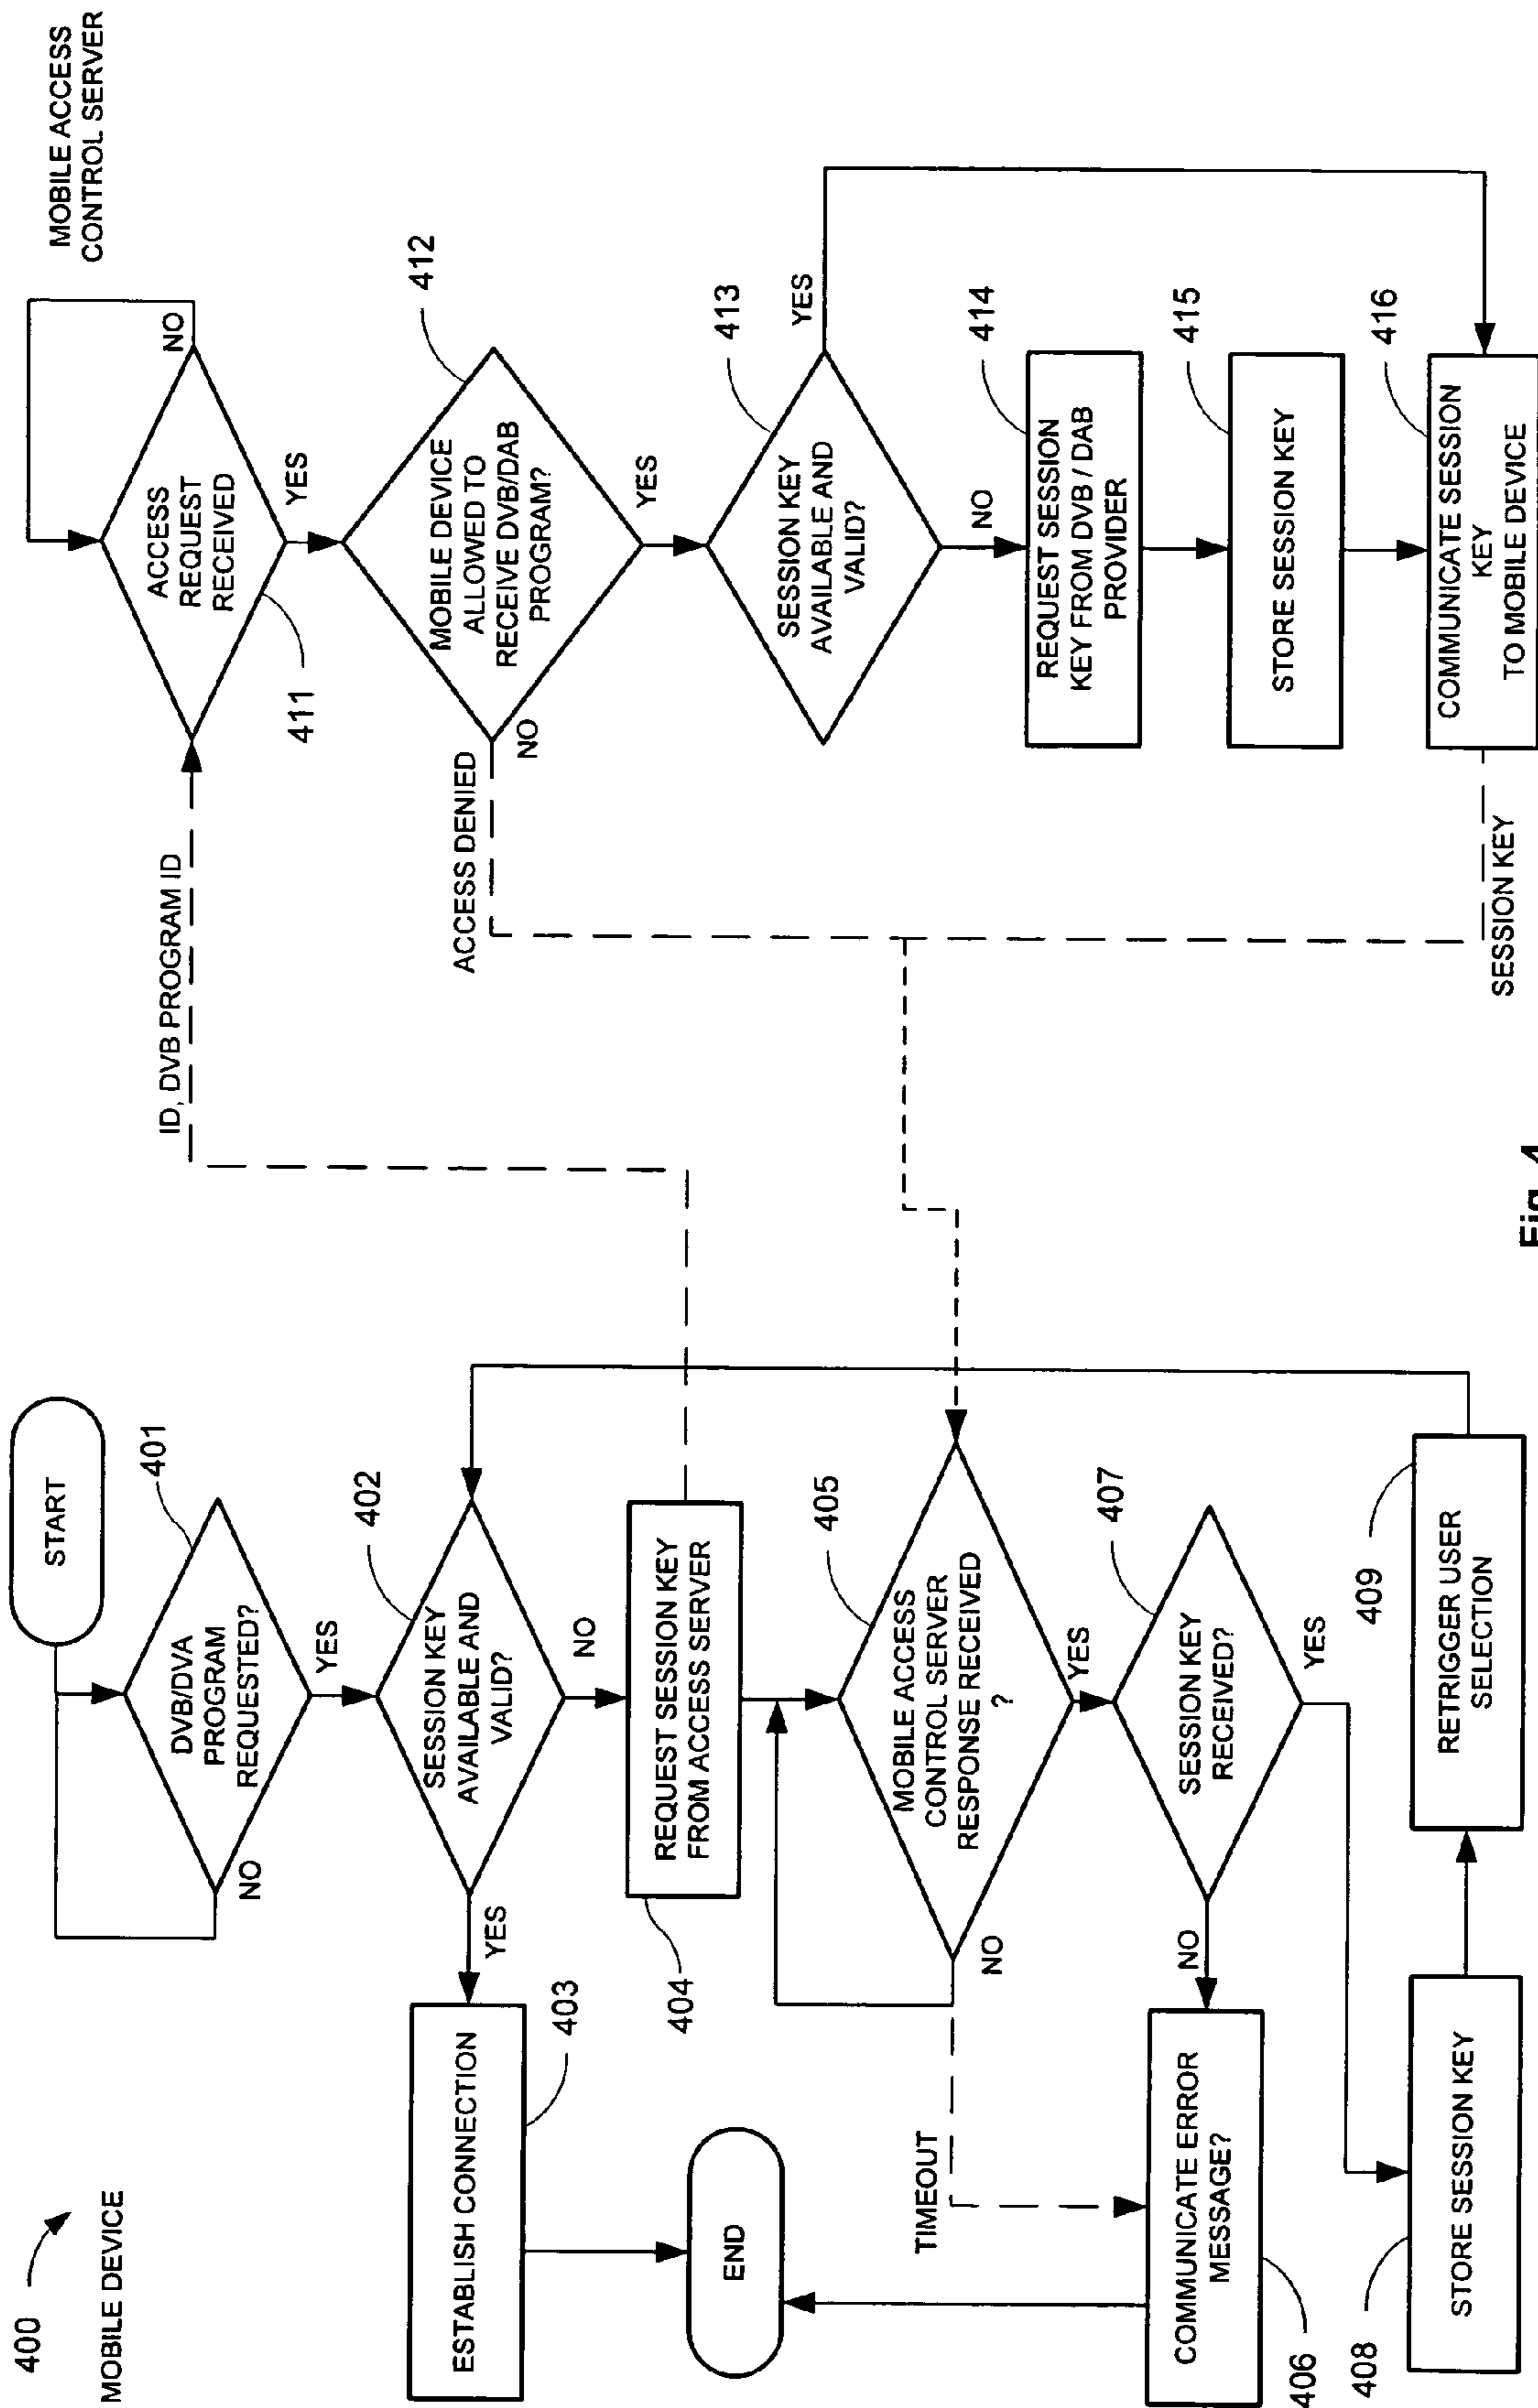 400
MOBILE DEVICE
START
401
DVB/DVA
PROGRAM
REQUESTED?
NO
YES
402
SESSION KEY
AVAILABLE AND
VALID?
YES
NO
ESTABLISH CONNECTION
403
END
REQUEST SESSION KEY
FROM ACCESS SERVER
404
405
MOBILE ACCESS
CONTROL SERVER
RESPONSE RECEIVED
?
NO
YES
TIMEOUT
407
SESSION KEY
RECEIVED?
NO
YES
COMMUNICATE ERROR
MESSAGE?
406
STORE SESSION KEY
408
RETRIGGER USER
SELECTION
409
MOBILE ACCESS
CONTROL SERVER
ID, DVB PROGRAM ID
ACCESS
REQUEST
RECEIVED
NO
YES
411
412
MOBILE DEVICE
ALLOWED TO
RECEIVE DVB/DAB
PROGRAM?
NO
YES
ACCESS DENIED
413
SESSION KEY
AVAILABLE AND
VALID?
YES
NO
414
REQUEST SESSION
KEY FROM DVB / DAB
PROVIDER
415
STORE SESSION KEY
416
COMMUNICATE SESSION
KEY
TO MOBILE DEVICE
SESSION KEY
Fig. 4